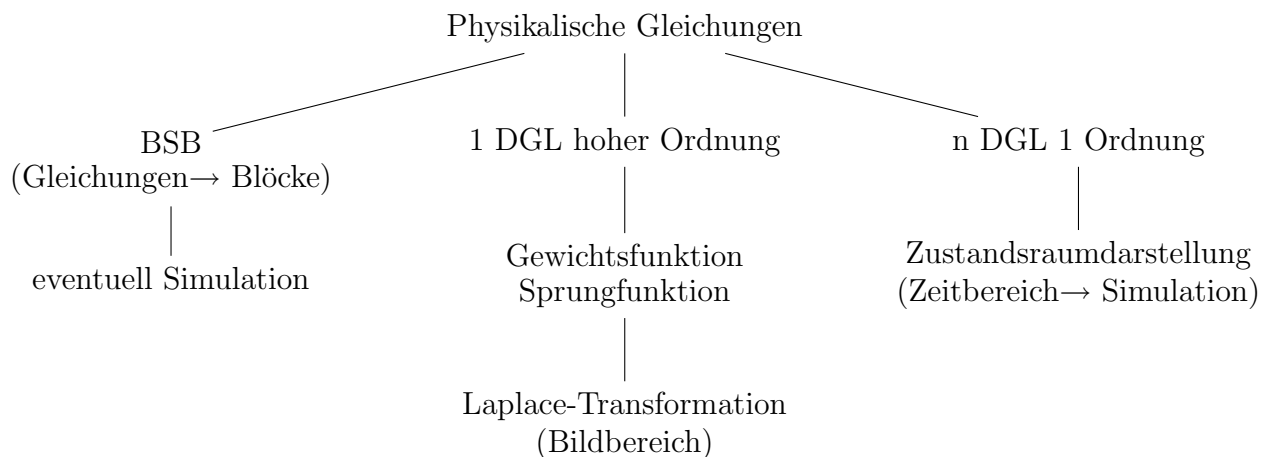 Physikalische Gleichungen
BSB
(Gleichungen→ Blöcke)
eventuell Simulation
1 DGL hoher Ordnung
Gewichtsfunktion
Sprungfunktion
Laplace-Transformation
(Bildbereich)
n DGL 1 Ordnung
Zustandsraumdarstellung
(Zeitbereich→ Simulation)